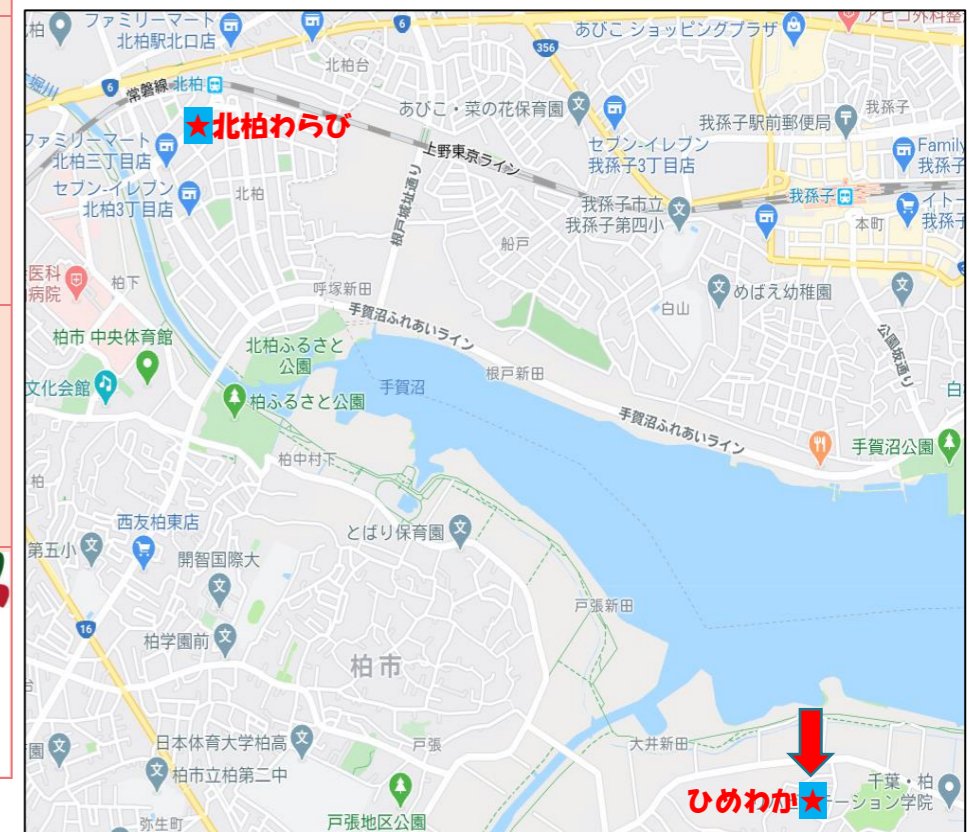 柏
ファミリーマート
北柏駅北口店
6
あびこ ショッピングプラザ
アビコ外科整
356
北柏台
堀川
6
常磐線
北柏
★北柏わらび
あびこ・菜の花保育園
我孫子
我孫子駅前郵便局
ファミリーマート
北柏三丁目店
上野東京ライン
セブン-イレブン
我孫子3丁目店
Family
我孫子
セブン-イレブン
北柏3丁目店
北柏
根戸城址通り
我孫子市立
我孫子第四小
我孫子
イトー
我孫子
本町
船戸
医科
病院
柏下
呼塚新田
めばえ幼稚園
白山
手賀沼ふれあいライン
公園坂通り
柏市 中央体育館
北柏ふるさと
公園
文化会館
手賀沼
根戸新田
白
柏ふるさと公園
手賀沼ふれあいライン
手賀沼公園
柏中村下
柏
西友柏東店
とばり保育園
第五小
開智国際大
戸張新田
16
柏学園前
柏市
台
園
日本体育大学柏高
戸張
大井新田
柏市立柏第二中
千葉・柏
ひめわか★
テーション学院
弥生町
戸張地区公園